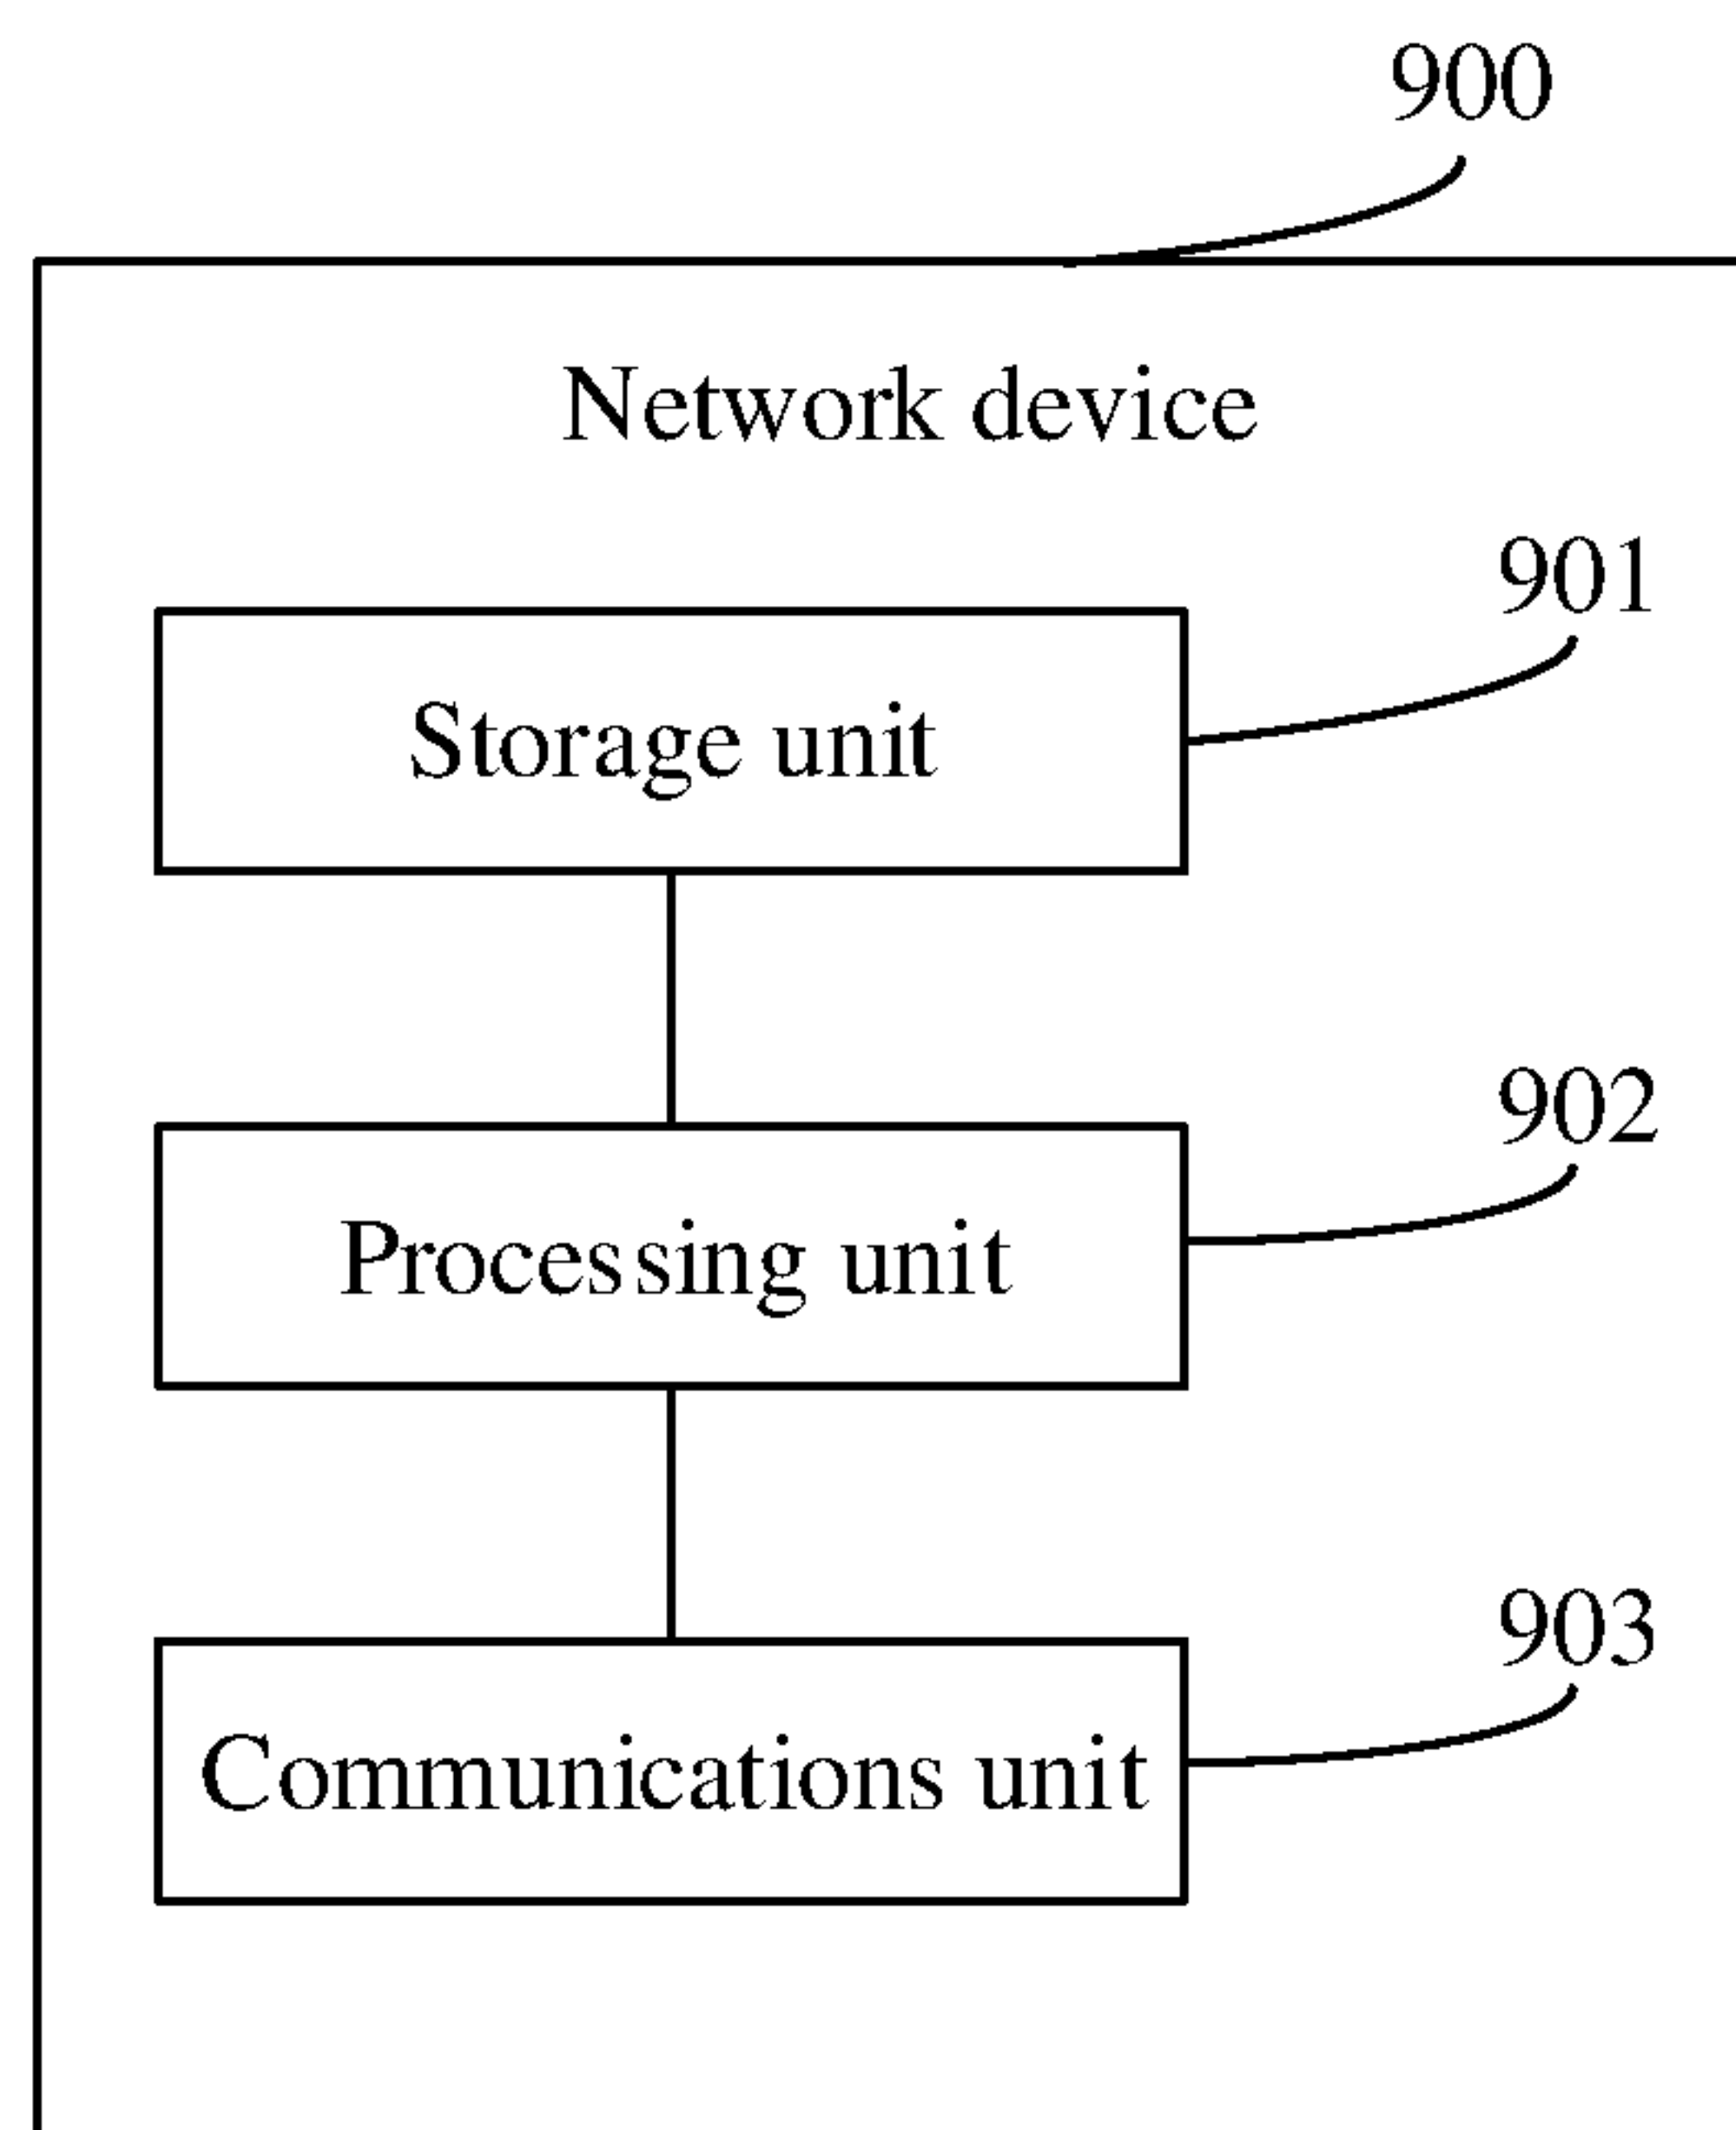 900
Network device
901
Storage unit
902
Processing unit
903
Communications unit